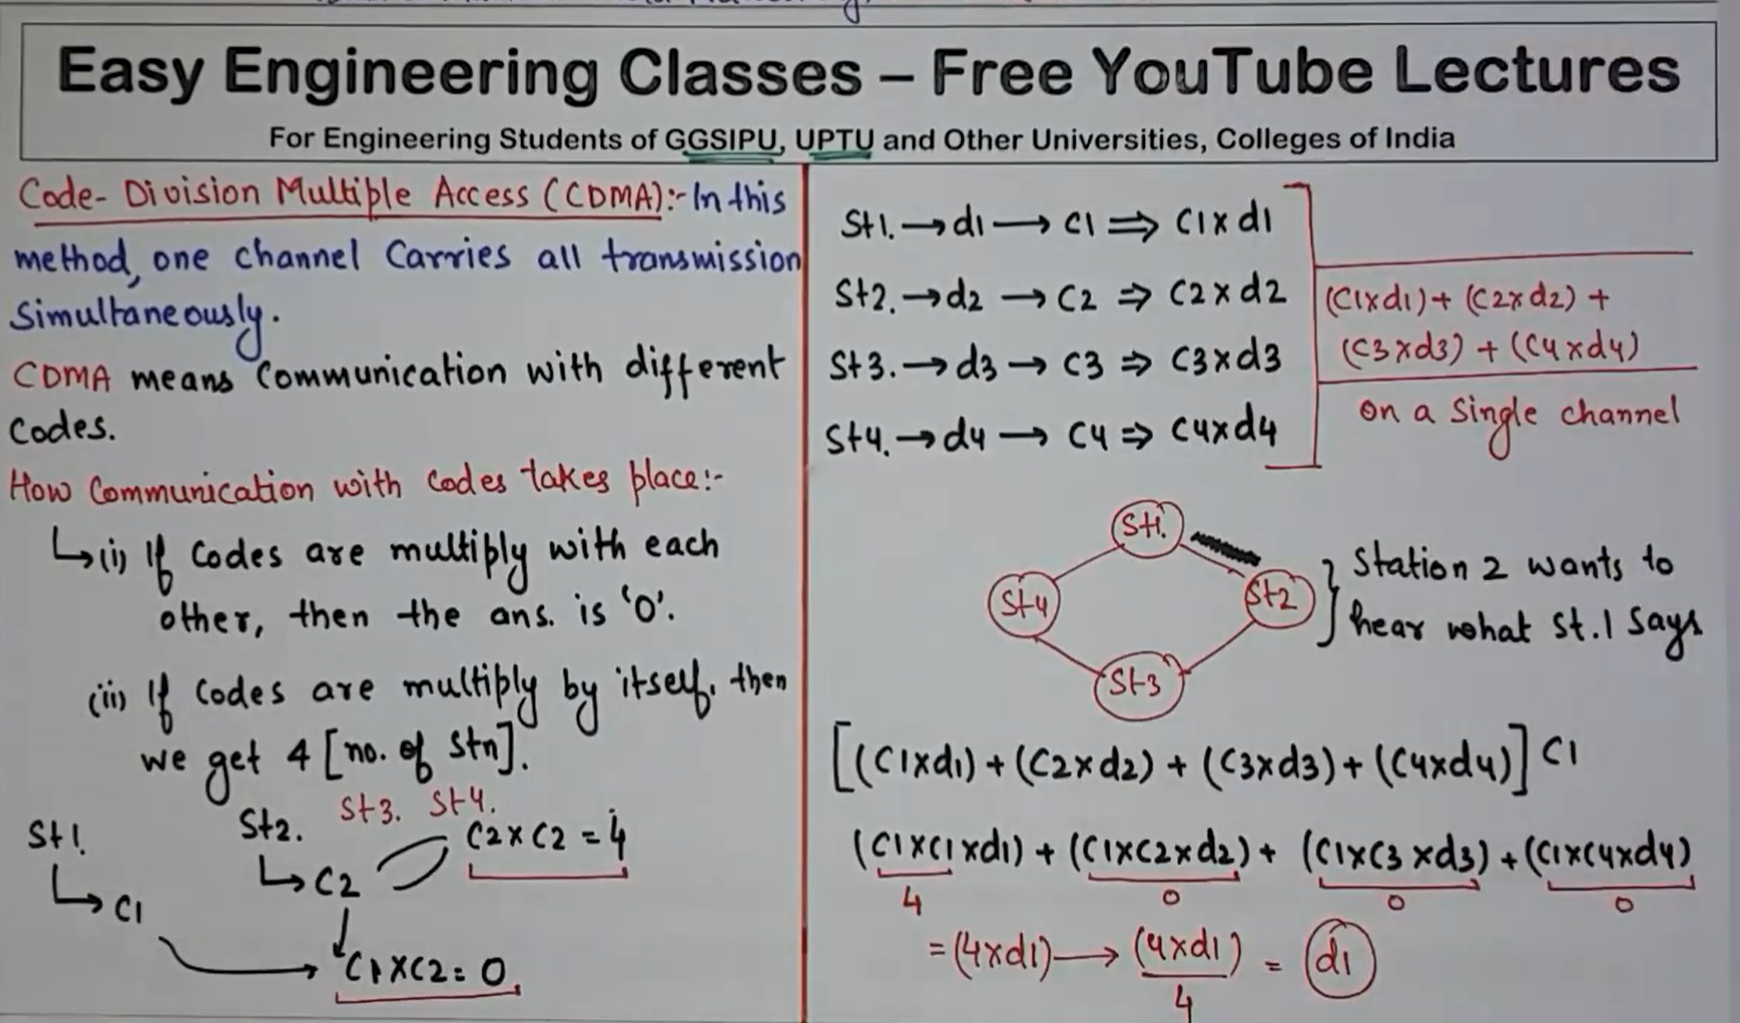 Easy Engineering Classes – Free YouTube Lectures
For Engineering Students of GGSIPU, UPTU and Other Universities, Colleges of India
Code-Division Multiple Access (CDMA):- In this
method, one channel Carries all transmission
Simultaneously.
CDMA means Communication with different
Codes.
How Communication with Codes takes place:-
(i) If Codes are multiply with each
other, then the ans. is '0'.
(ii) If Codes are multiply by itself, then
we get 4 [no. of Stn].
St1. St2. St3. St4.
C1 C2 C2 x C2 = 4
C1 x C2 = 0
St1. → d1 → C1 ⇒ C1 x d1
St2. → d2 → C2 ⇒ C2 x d2
St3. → d3 → C3 ⇒ C3 x d3
St4. → d4 → C4 ⇒ C4 x d4
(C1xd1) + (C2xd2) +
(C3xd3) + (C4xd4)
on a Single channel
St1.
St4
St2
St3
Station 2 wants to
hear what St.1 Says
[(C1xd1) + (C2xd2) + (C3xd3) + (C4xd4)] C1
(C1xC1xd1) + (C1xC2xd2) + (C1xC3xd3) + (C1xC4xd4)
4 0 0 0
= (4xd1) → (4xd1) = d1
4